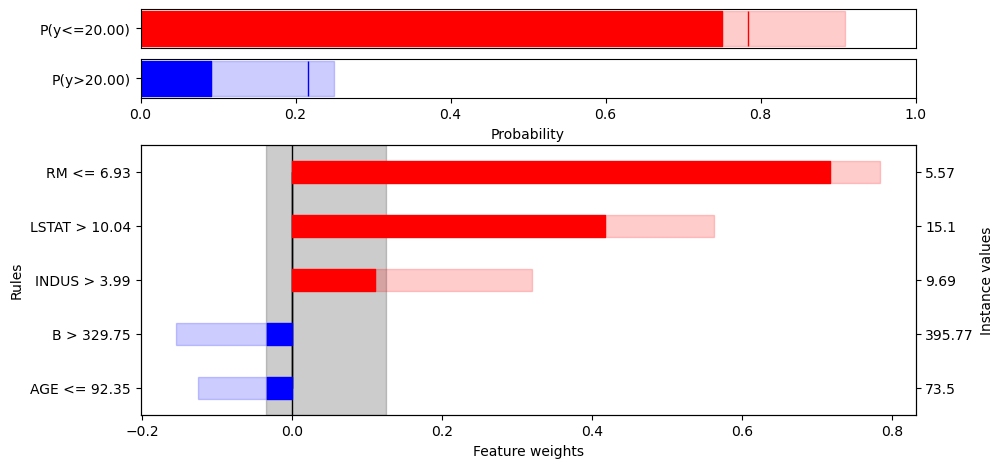 P(y<=20.00)
P(y>20.00)
0.0 0.2 0.4 0.6 0.8 1.0
Probability
RM <= 6.93 5.57
LSTAT > 10.04 15.1
INDUS > 3.99 9.69
B > 329.75 395.77
AGE <= 92.35 73.5
Rules
Instance values
−0.2 0.0 0.2 0.4 0.6 0.8
Feature weights